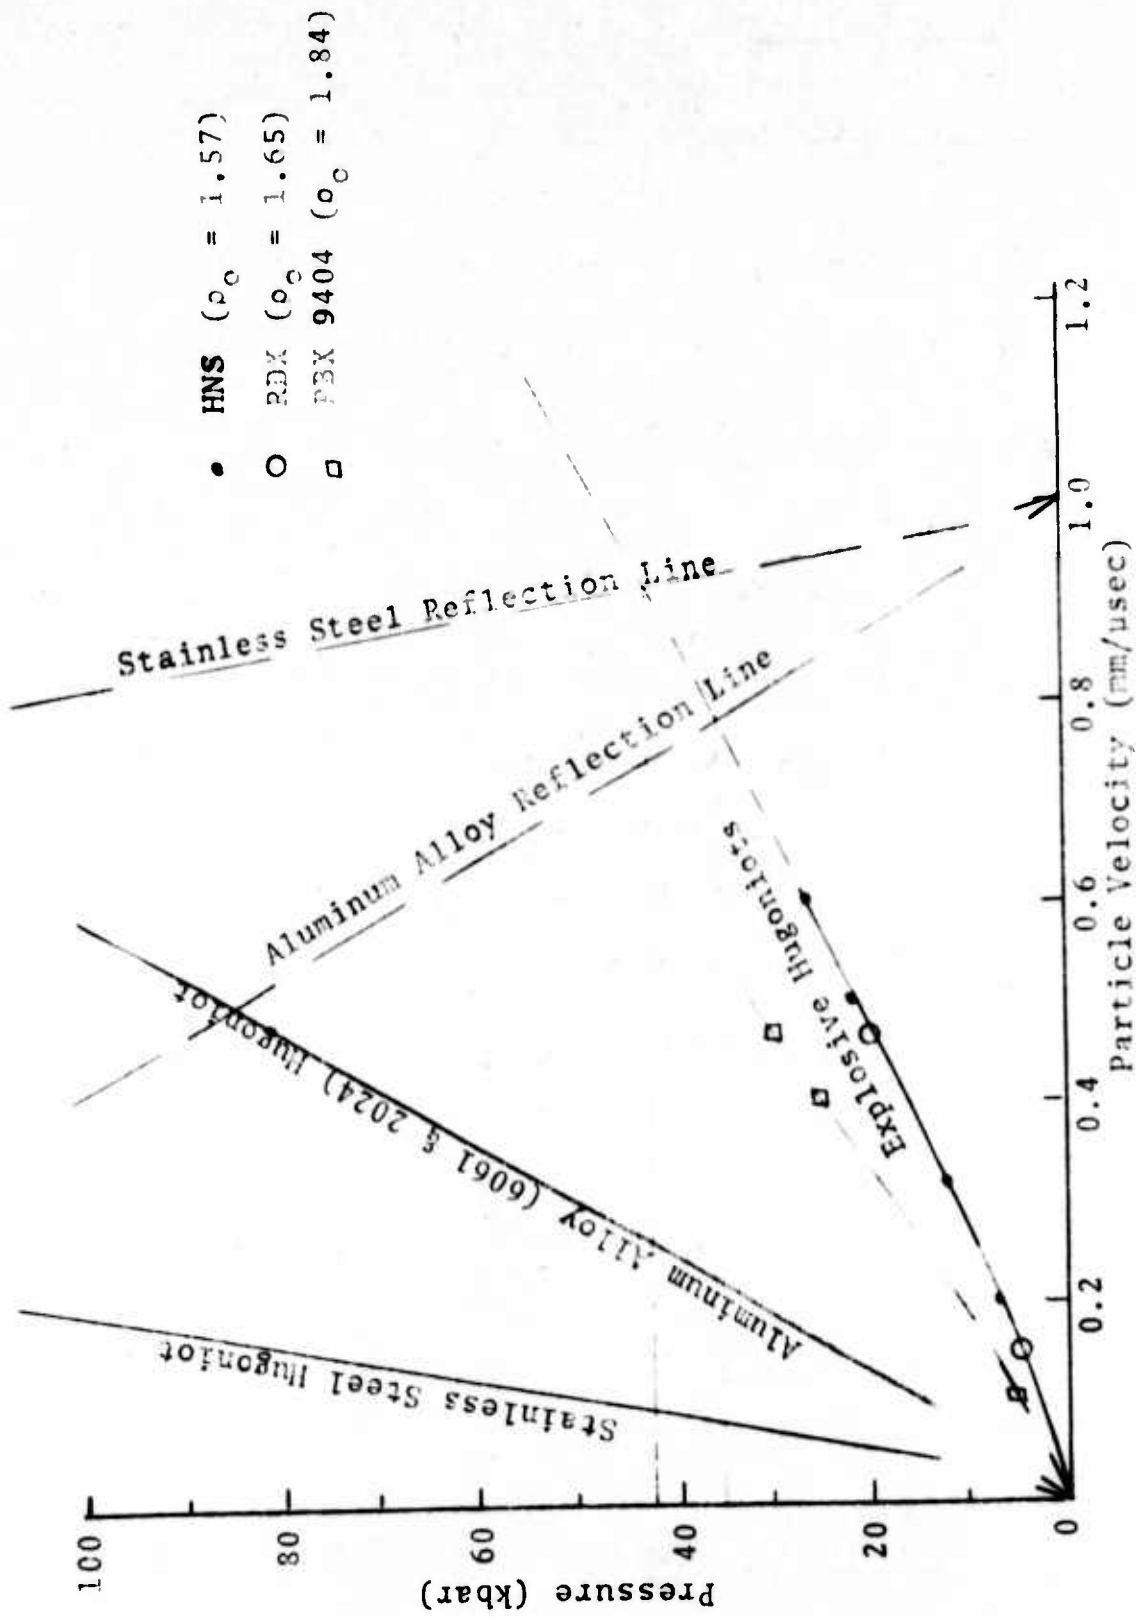 ● HNS (ρo = 1.57)
○ RDX (ρo = 1.65)
□ PBX 9404 (ρo = 1.84)
Stainless Steel Reflection Line
Aluminum Alloy Reflection Line
Aluminum Alloy (6061 & 2024) Hugoniot
Stainless Steel Hugoniot
Explosive Hugoniots
Pressure (kbar)
100
80
60
40
20
0
0.2
0.4
0.6
0.8
1.0
1.2
Particle Velocity (mm/usec)